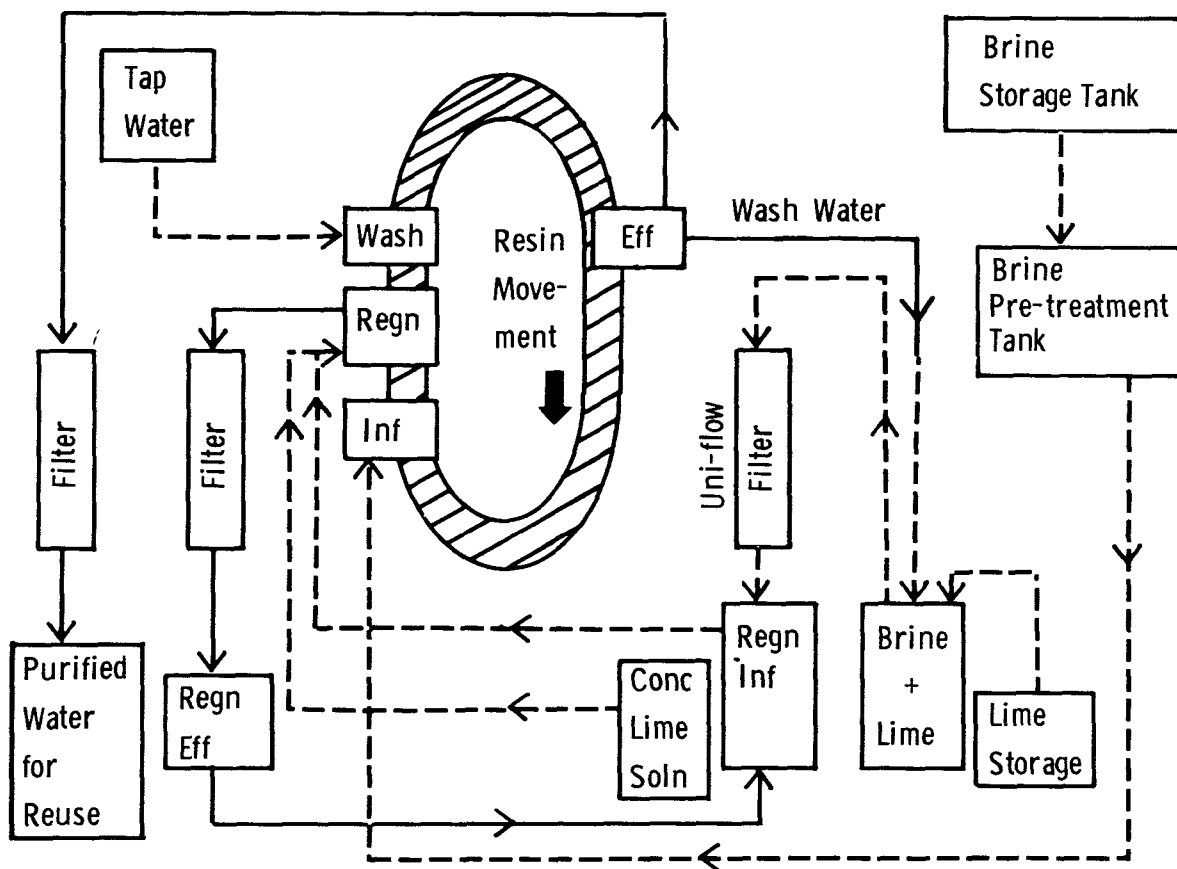 Tap
Water
Brine
Storage Tank
Wash
Resin
Move-
ment
Eff
Wash Water
Brine
Pre-treatment
Tank
Regn
Inf
Filter
Filter
Uni-flow
Filter
Purified
Water
for
Reuse
Regn
Eff
Conc
Lime
Soln
Regn
Inf
Brine
+
Lime
Lime
Storage